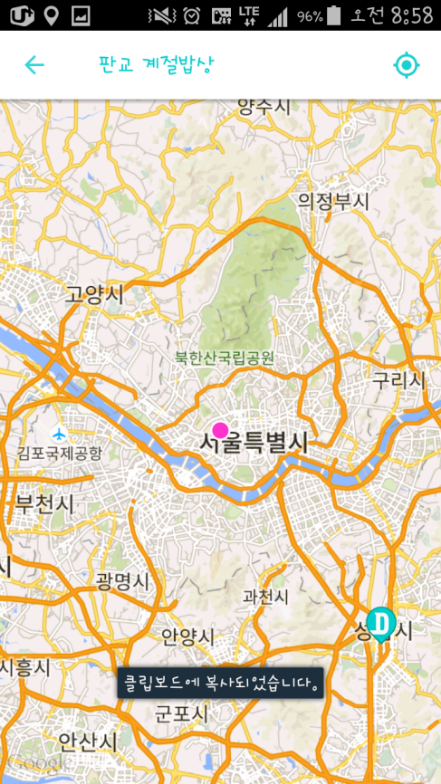 LTE 96% 오전 8:58
판교 계절밥상
양주시
의정부시
고양시
북한산국립공원
구리시
서울특별시
김포국제공항
부천시
시
광명시
과천시
D
성 시
안양시
시흥시
클립보드에 복사되었습니다.
군포시
안산시
Google